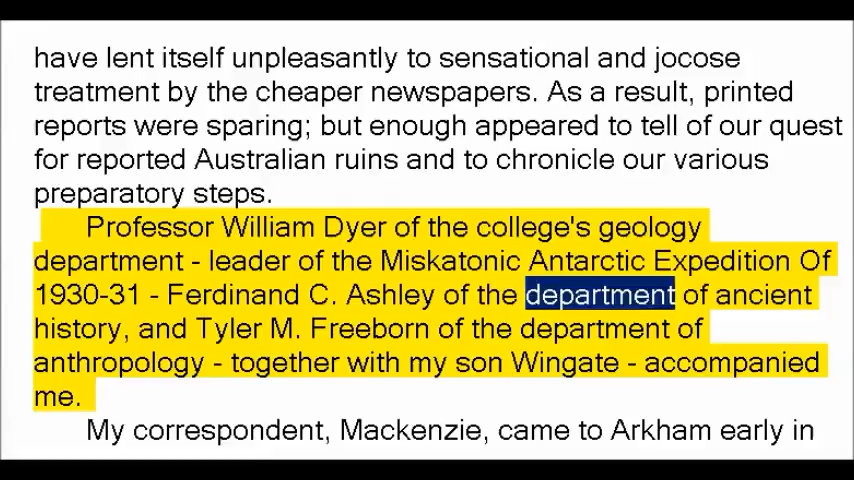 have lent itself unpleasantly to sensational and jocose
treatment by the cheaper newspapers. As a result, printed
reports were sparing; but enough appeared to tell of our quest
for reported Australian ruins and to chronicle our various
preparatory steps.
Professor William Dyer of the college's geology
department - leader of the Miskatonic Antarctic Expedition Of
1930-31 - Ferdinand C. Ashley of the department of ancient
history, and Tyler M. Freeborn of the department of
anthropology - together with my son Wingate - accompanied
me.
My correspondent, Mackenzie, came to Arkham early in